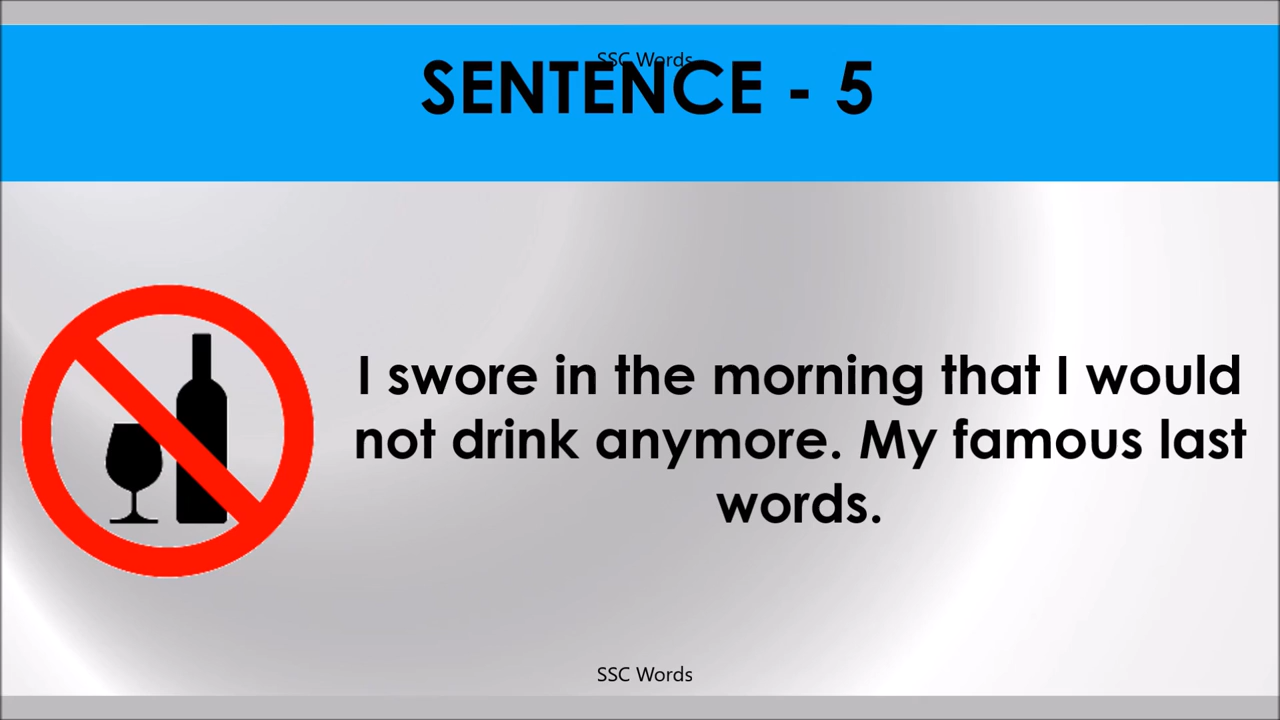 SSC Words
SENTENCE - 5
I swore in the morning that I would
not drink anymore. My famous last
words.
SSC Words